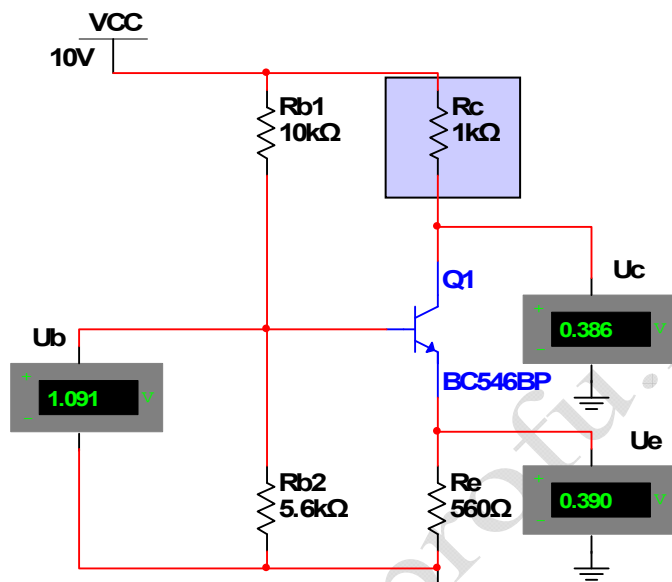 VCC
10V
Rb1
10kΩ
Rc
1kΩ
Q1
Uc
+
0.386 V
-
Ub
+
1.091 V
-
BC546BP
Ue
+
0.390 V
-
Rb2
5.6kΩ
Re
560Ω
profu.